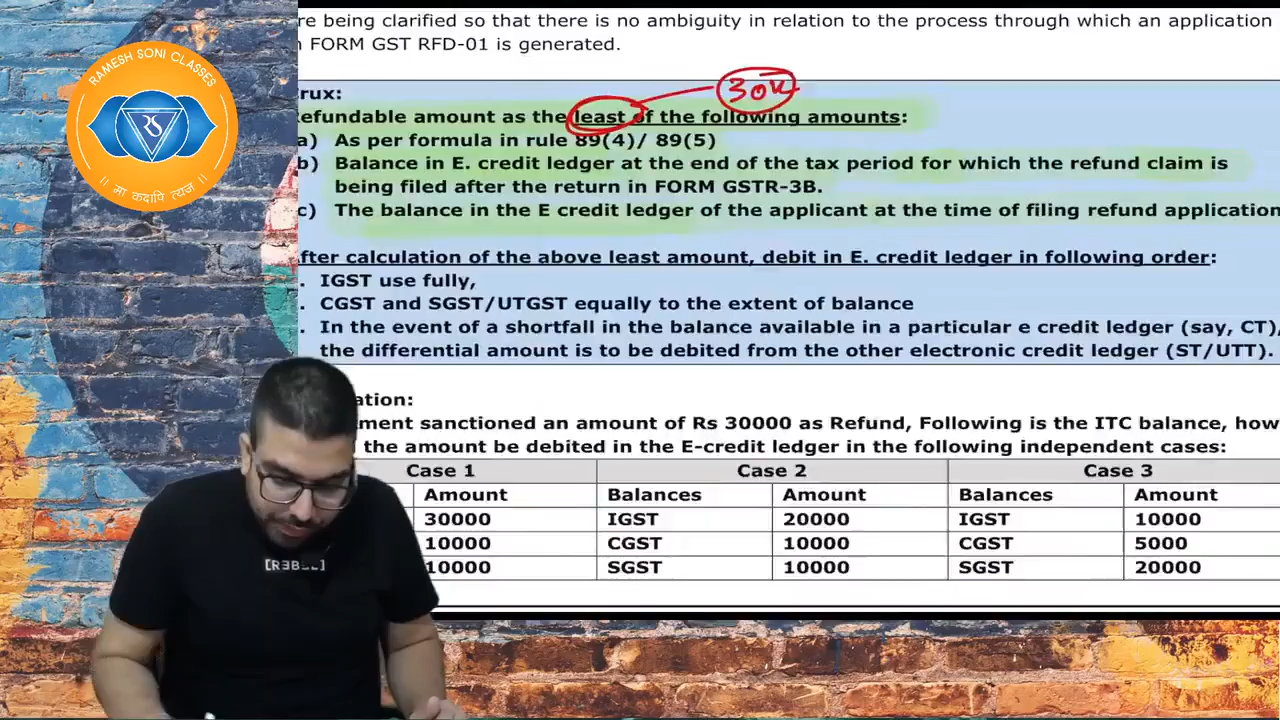 re being clarified so that there is no ambiguity in relation to the process through which an application
FORM GST RFD-01 is generated.
RAMESH SONI CLASSES
।। मा कदापि त्यज ।।
30K
rux:
efundable amount as the least of the following amounts:
a) As per formula in rule 89(4)/ 89(5)
b) Balance in E. credit ledger at the end of the tax period for which the refund claim is
being filed after the return in FORM GSTR-3B.
c) The balance in the E credit ledger of the applicant at the time of filing refund application
fter calculation of the above least amount, debit in E. credit ledger in following order:
. IGST use fully,
. CGST and SGST/UTGST equally to the extent of balance
. In the event of a shortfall in the balance available in a particular e credit ledger (say, CT),
the differential amount is to be debited from the other electronic credit ledger (ST/UTT).
ation:
ment sanctioned an amount of Rs 30000 as Refund, Following is the ITC balance, how
the amount be debited in the E-credit ledger in the following independent cases:
Case 1 Case 2 Case 3
Amount Balances Amount Balances Amount
30000 IGST 20000 IGST 10000
10000 CGST 10000 CGST 5000
10000 SGST 10000 SGST 20000
[REBEL]